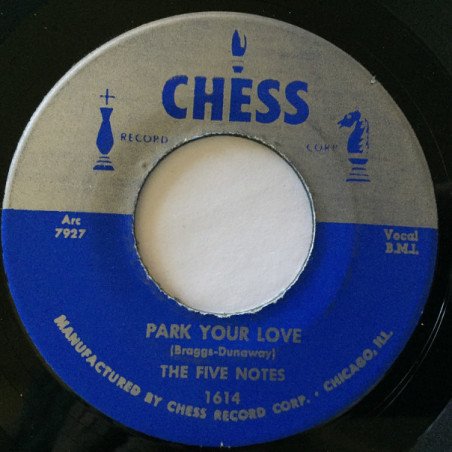 CHESS
RECORD CORP
Arc
7927
Vocal
B.M.I.
PARK YOUR LOVE
(Braggs-Dunaway)
THE FIVE NOTES
1614
MANUFACTURED BY CHESS RECORD CORP. • CHICAGO, ILL.